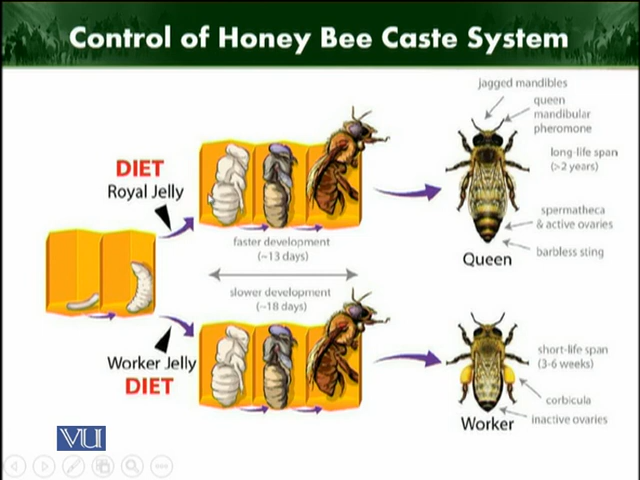 Control of Honey Bee Caste System
jagged mandibles
queen
mandibular
pheromone
long-life span
(>2 years)
spermatheca
& active ovaries
barbless sting
Queen
DIET
Royal Jelly
faster development
(~13 days)
slower development
(~18 days)
Worker Jelly
DIET
short-life span
(3-6 weeks)
corbicula
inactive ovaries
Worker
VU